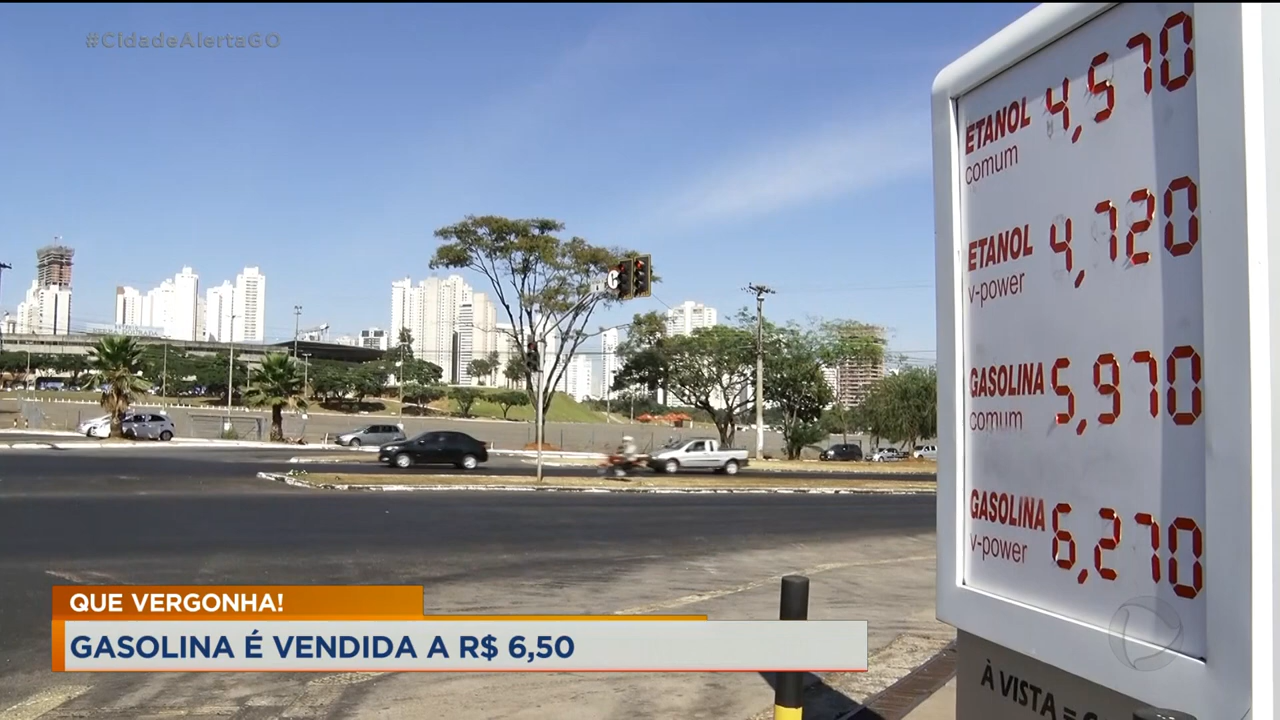 #CidadeAlertaGO
ETANOL 4,570
comum
ETANOL 4,720
v-power
GASOLINA 5,970
comum
GASOLINA 6,270
v-power
À VISTA =
QUE VERGONHA!
GASOLINA É VENDIDA A R$ 6,50